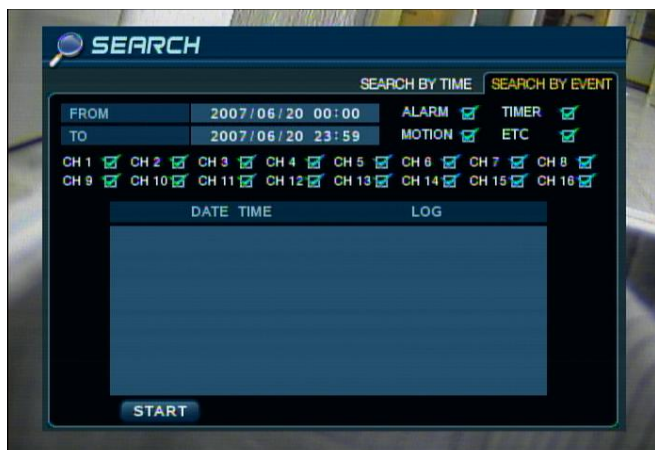 SEARCH
SEARCH BY TIME SEARCH BY EVENT
FROM 2007/06/20 00:00 ALARM TIMER
TO 2007/06/20 23:59 MOTION ETC
CH 1 CH 2 CH 3 CH 4 CH 5 CH 6 CH 7 CH 8
CH 9 CH 10 CH 11 CH 12 CH 13 CH 14 CH 15 CH 16
DATE TIME LOG
START